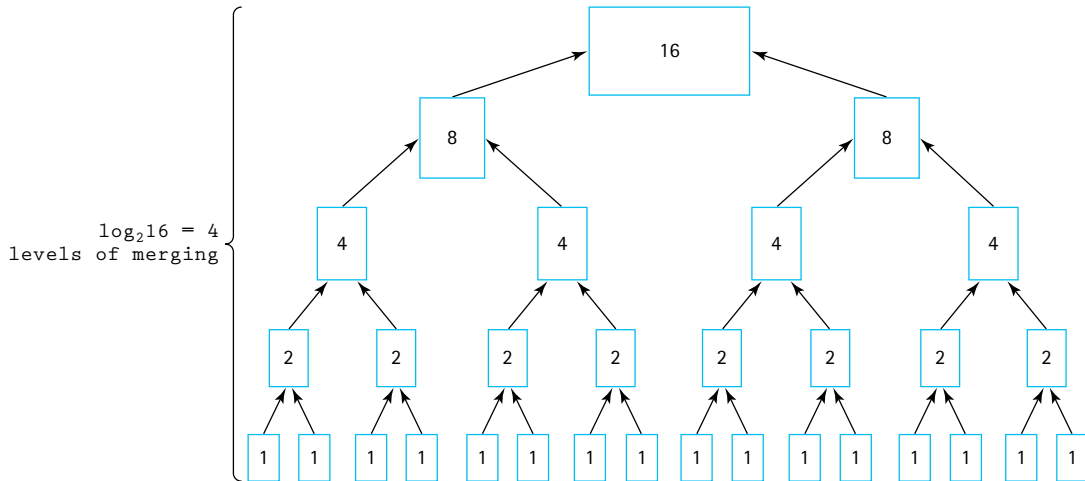 16
8 8
log₂16 = 4
levels of merging
4 4 4 4
2 2 2 2 2 2 2 2
1 1 1 1 1 1 1 1 1 1 1 1 1 1 1 1